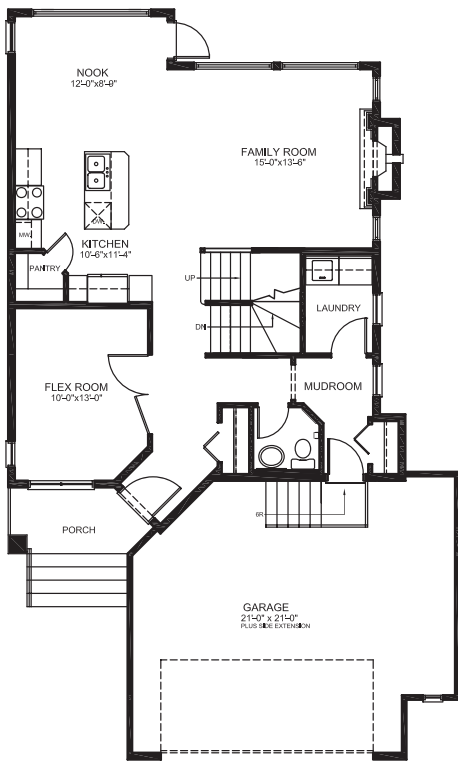 NOOK
12'-0"x8'-9"
FAMILY ROOM
15'-0"x13'-6"
MW.
DW.
KITCHEN
10'-6"x11'-4"
PANTRY
UP
LAUNDRY
DN
FLEX ROOM
10'-0"x13'-0"
MUDROOM
6R
PORCH
GARAGE
21'-0" x 21'-0"
PLUS SIDE EXTENSION